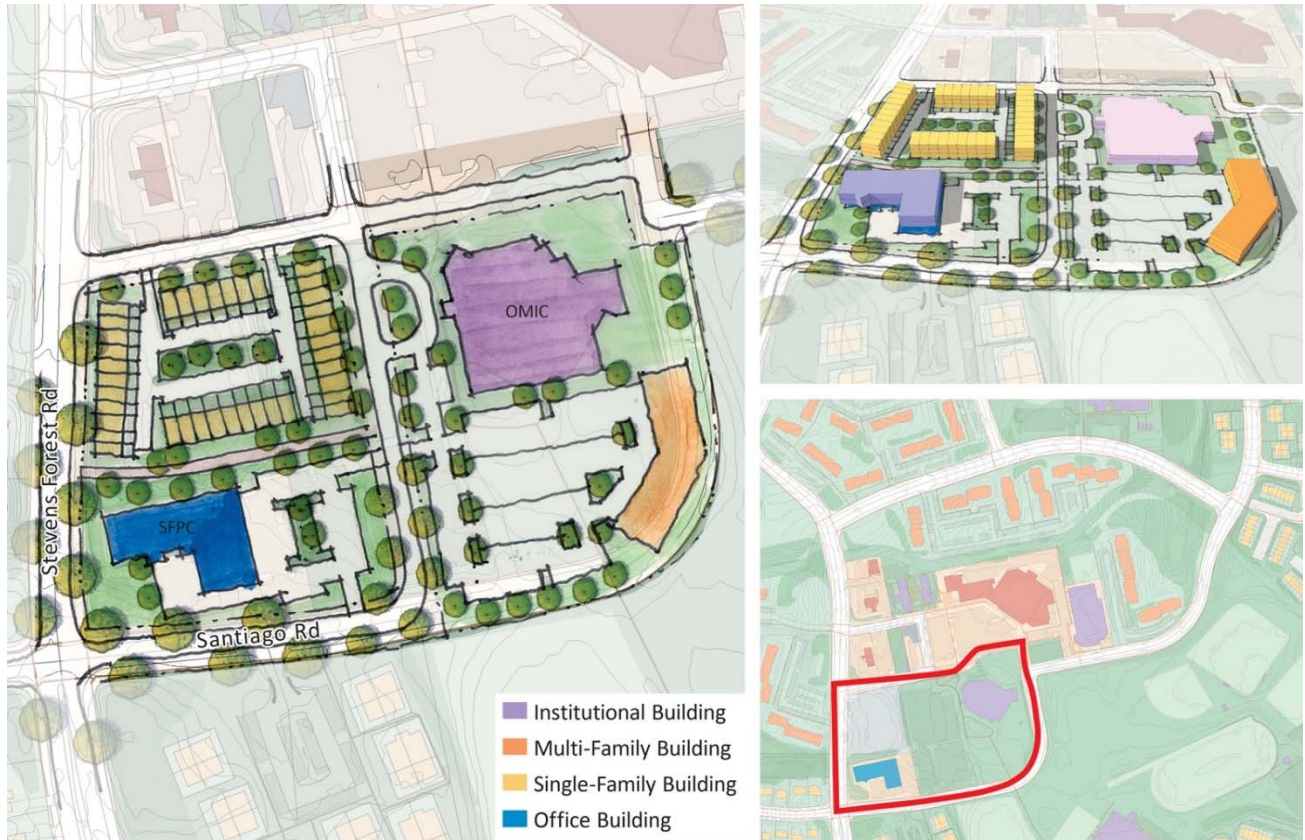 OMIC
Stevens Forest Rd
SFPC
Santiago Rd
Institutional Building
Multi-Family Building
Single-Family Building
Office Building